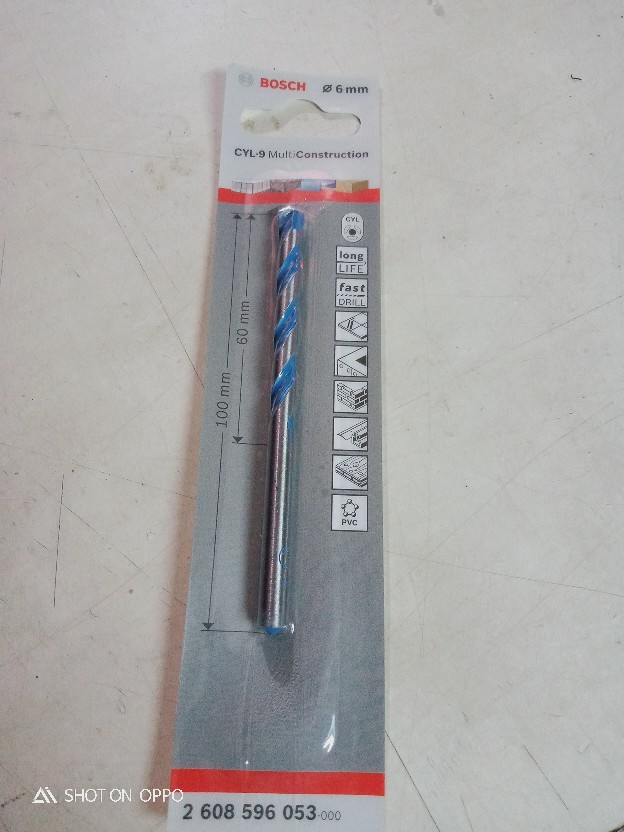 BOSCH Ø 6 mm
CYL-9 MultiConstruction
CYL
long
LIFE
fast
DRILL
60 mm
100 mm
PVC
SHOT ON OPPO
2 608 596 053-000